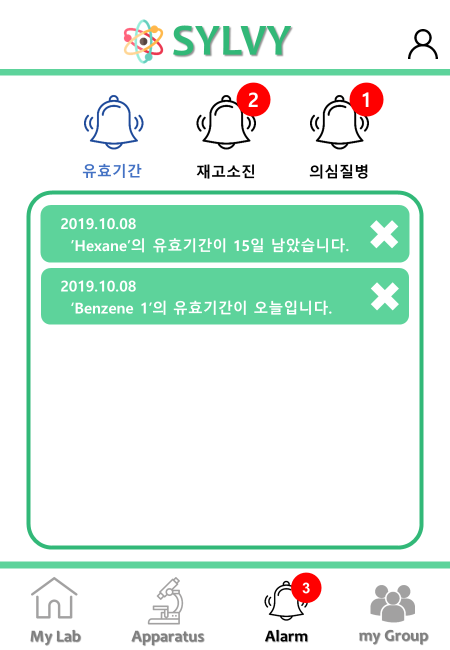 SYLVY
2
1
유효기간
재고소진
의심질병
2019.10.08
‘Hexane’의 유효기간이 15일 남았습니다.
2019.10.08
‘Benzene 1’의 유효기간이 오늘입니다.
3
My Lab
Apparatus
Alarm
my Group